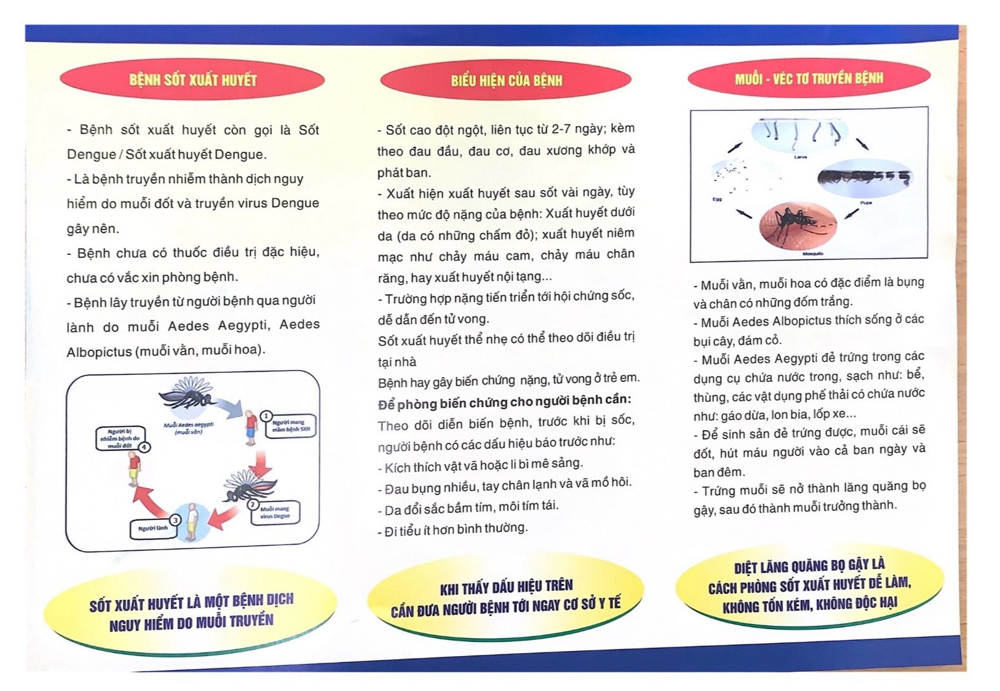 BỆNH SỐT XUẤT HUYẾT
- Bệnh sốt xuất huyết còn gọi là Sốt
Dengue / Sốt xuất huyết Dengue.
- Là bệnh truyền nhiễm thành dịch nguy
hiểm do muỗi đốt và truyền virus Dengue
gây nên.
- Bệnh chưa có thuốc điều trị đặc hiệu,
chưa có vắc xin phòng bệnh.
- Bệnh lây truyền từ người bệnh qua người
lành do muỗi Aedes Aegypti, Aedes
Albopictus (muỗi vằn, muỗi hoa).
Muỗi Aedes aegypti
(muỗi vằn)
1
Người mang
mầm bệnh SXH
2
Muỗi mang
virus Degue
3
Người lành
Người bị
nhiễm bệnh do
muỗi đốt
4
SỐT XUẤT HUYẾT LÀ MỘT BỆNH DỊCH
NGUY HIỂM DO MUỖI TRUYỀN
BIỂU HIỆN CỦA BỆNH
- Sốt cao đột ngột, liên tục từ 2-7 ngày; kèm
theo đau đầu, đau cơ, đau xương khớp và
phát ban.
- Xuất hiện xuất huyết sau sốt vài ngày, tùy
theo mức độ nặng của bệnh: Xuất huyết dưới
da (da có những chấm đỏ); xuất huyết niêm
mạc như chảy máu cam, chảy máu chân
răng, hay xuất huyết nội tạng...
- Trường hợp nặng tiến triển tới hội chứng sốc,
dễ dẫn đến tử vong.
Sốt xuất huyết thể nhẹ có thể theo dõi điều trị
tại nhà
Bệnh hay gây biến chứng nặng, tử vong ở trẻ em.
Để phòng biến chứng cho người bệnh cần:
Theo dõi diễn biến bệnh, trước khi bị sốc,
người bệnh có các dấu hiệu báo trước như:
- Kích thích vật vã hoặc li bì mê sảng.
- Đau bụng nhiều, tay chân lạnh và vã mồ hôi.
- Da đổi sắc bầm tím, môi tím tái.
- Đi tiểu ít hơn bình thường.
KHI THẤY DẤU HIỆU TRÊN
CẦN ĐƯA NGƯỜI BỆNH TỚI NGAY CƠ SỞ Y TẾ
MUỖI - VÉC TƠ TRUYỀN BỆNH
Larva
Egg
Pupa
Mosquito
- Muỗi vằn, muỗi hoa có đặc điểm là bụng
và chân có những đốm trắng.
- Muỗi Aedes Albopictus thích sống ở các
bụi cây, đám cỏ.
- Muỗi Aedes Aegypti đẻ trứng trong các
dụng cụ chứa nước trong, sạch như: bể,
thùng, các vật dụng phế thải có chứa nước
như: gáo dừa, lon bia, lốp xe...
- Để sinh sản đẻ trứng được, muỗi cái sẽ
đốt, hút máu người vào cả ban ngày và
ban đêm.
- Trứng muỗi sẽ nở thành lăng quăng bọ
gậy, sau đó thành muỗi trưởng thành.
DIỆT LĂNG QUĂNG BỌ GẬY LÀ
CÁCH PHÒNG SỐT XUẤT HUYẾT DỄ LÀM,
KHÔNG TỐN KÉM, KHÔNG ĐỘC HẠI